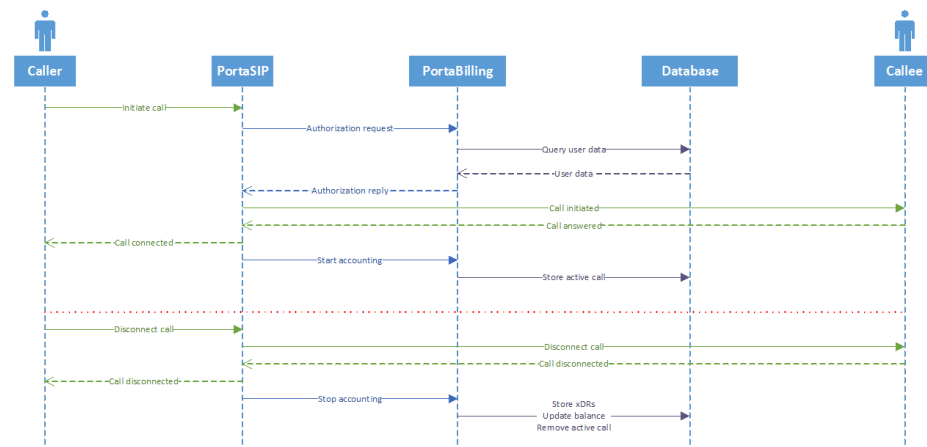 Caller
PortaSIP
PortaBilling
Database
Callee
Initiate call
Authorization request
Query user data
User data
Authorization reply
Call initiated
Call answered
Call connected
Start accounting
Store active call
Disconnect call
Disconnect call
Call disconnected
Call disconnected
Stop accounting
Store xDRs
Update balance
Remove active call